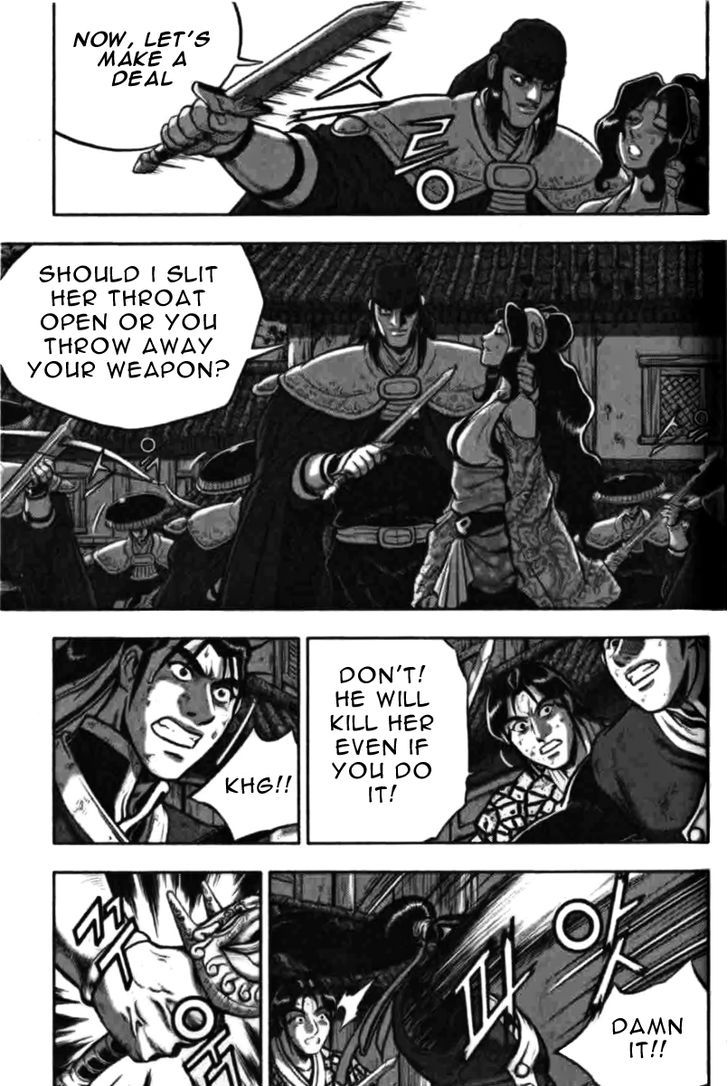 NOW, LET'S
MAKE A
DEAL
SHOULD I SLIT
HER THROAT
OPEN OR YOU
THROW AWAY
YOUR WEAPON?
DON'T!
HE WILL
KILL HER
EVEN IF
YOU DO
IT!
KHG!!
DAMN
IT!!